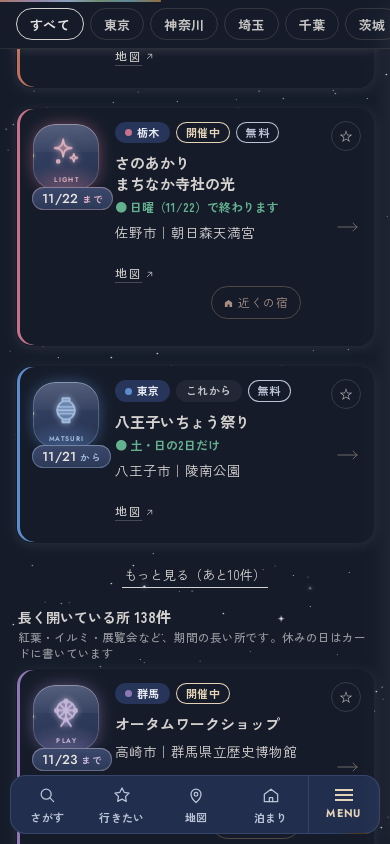 すべて
東京
神奈川
埼玉
千葉
茨城
地図 ↗
LIGHT
11/22 まで
栃木
開催中
無料
さのあかり
まちなか寺社の光
日曜（11/22）で終わります
佐野市｜朝日森天満宮
地図 ↗
近くの宿
MATSURI
11/21 から
東京
これから
無料
八王子いちょう祭り
土・日の2日だけ
八王子市｜陵南公園
地図 ↗
もっと見る（あと10件）
長く開いている所 138件
紅葉・イルミ・展覧会など、期間の長い所です。休みの日はカー
ドに書いています
PLAY
11/23 まで
群馬
開催中
オータムワークショップ
高崎市｜群馬県立歴史博物館
さがす
行きたい
地図
泊まり
MENU